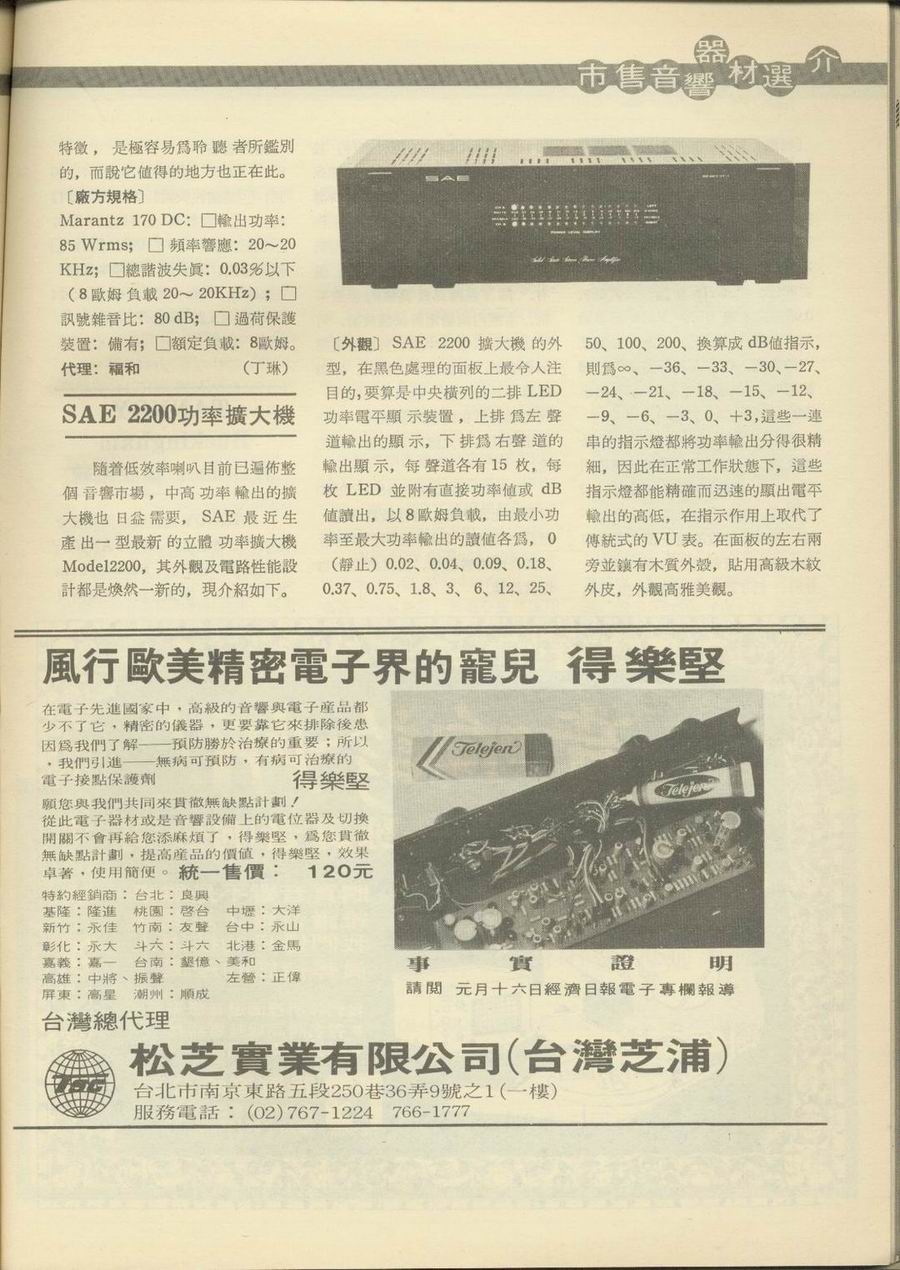 市售音響器材選介
特徵，是極容易爲聆聽者所鑑別
的，而說它値得的地方也正在此。
〔廠方規格〕
Marantz 170 DC：□輸出功率：
85 Wrms；□ 頻率響應：20～20
KHz；□總諧波失眞：0.03%以下
（8歐姆負載20～20KHz）；□
訊號雜音比：80 dB；□過荷保護
裝置：備有；□額定負載：8歐姆。
代理：福和　（丁琳）
SAE 2200功率擴大機
隨着低效率喇叭目前已遍佈整
個音響市場，中高功率輸出的擴
大機也日益需要，SAE 最近生
產出一型最新的立體功率擴大機
Model2200，其外觀及電路性能設
計都是煥然一新的，現介紹如下。
SAE
POWER LEVEL DISPLAY
Solid State Stereo Power Amplifier
〔外觀〕SAE 2200 擴大機的外
型，在黑色處理的面板上最令人注
目的，要算是中央橫列的二排 LED
功率電平顯示裝置，上排爲左聲
道輸出的顯示，下排爲右聲道的
輸出顯示，每聲道各有15 枚，每
枚 LED 並附有直接功率値或 dB
値讀出，以8歐姆負載，由最小功
率至最大功率輸出的讀値各爲，0
（靜止）0.02、0.04、0.09、0.18、
0.37、0.75、1.8、3、6、12、25、
50、100、200、換算成 dB値指示，
則爲∞、－36、－33、－30、－27、
－24、－21、－18、－15、－12、
－9、－6、－3、0、＋3，這些一連
串的指示燈都將功率輸出分得很精
細，因此在正常工作狀態下，這些
指示燈都能精確而迅速的顯出電平
輸出的高低，在指示作用上取代了
傳統式的 VU 表。在面板的左右兩
旁並鑲有木質外殼，貼用高級木紋
外皮，外觀高雅美觀。
風行歐美精密電子界的寵兒 得樂堅
在電子先進國家中，高級的音響與電子産品都
少不了它，精密的儀器，更要靠它來排除後患
因爲我們了解──預防勝於治療的重要；所以
，我們引進──無病可預防，有病可治療的
電子接點保護劑　得樂堅
願您與我們共同來貫徹無缺點計劃！
從此電子器材或是音響設備上的電位器及切換
開關不會再給您添麻煩了，得樂堅，爲您貫徹
無缺點計劃，提高産品的價値，得樂堅，效果
卓著，使用簡便。統一售價：　120元
特約經銷商：台北：良興
基隆：隆進　桃園：啓台　中壢：大洋
新竹：永佳　竹南：友聲　台中：永山
彰化：永大　斗六：斗六　北港：金馬
嘉義：嘉一　台南：墾億、美和
高雄：中將、振聲　左營：正偉
屏東：高星　潮州：順成
Telejen
Telejen
事實證明
請閱　元月十六日經濟日報電子專欄報導
台灣總代理
松芝實業有限公司(台灣芝浦)
TSC
台北市南京東路五段250巷36弄9號之1(一樓)
服務電話：(02)767-1224　766-1777